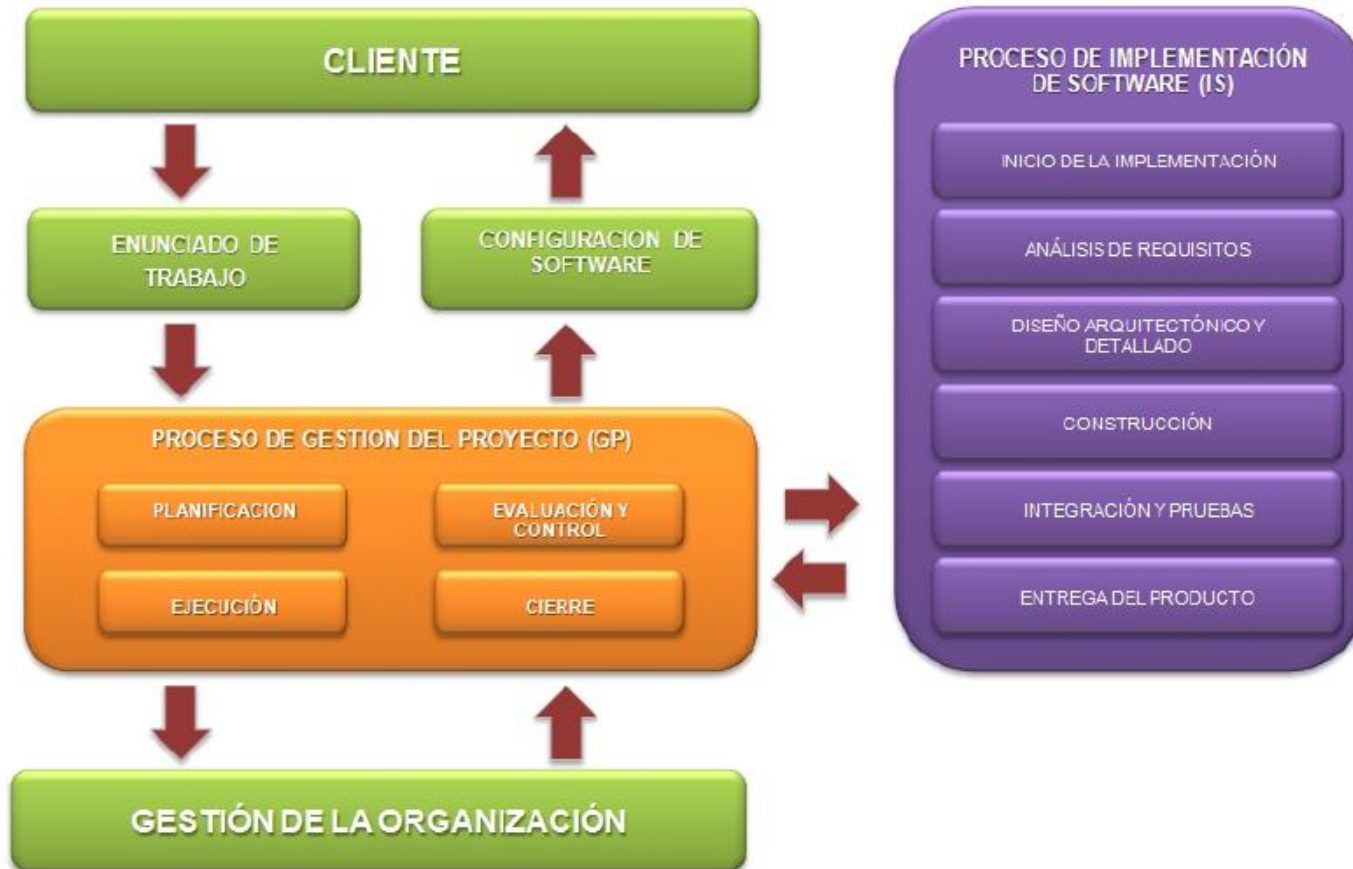 CLIENTE
ENUNCIADO DE
TRABAJO
CONFIGURACION DE
SOFTWARE
PROCESO DE GESTION DEL PROYECTO (GP)
PLANIFICACION
EVALUACIÓN Y
CONTROL
EJECUCIÓN
CIERRE
GESTIÓN DE LA ORGANIZACIÓN
PROCESO DE IMPLEMENTACIÓN
DE SOFTWARE (IS)
INICIO DE LA IMPLEMENTACIÓN
ANÁLISIS DE REQUISITOS
DISEÑO ARQUITECTÓNICO Y
DETALLADO
CONSTRUCCIÓN
INTEGRACIÓN Y PRUEBAS
ENTREGA DEL PRODUCTO